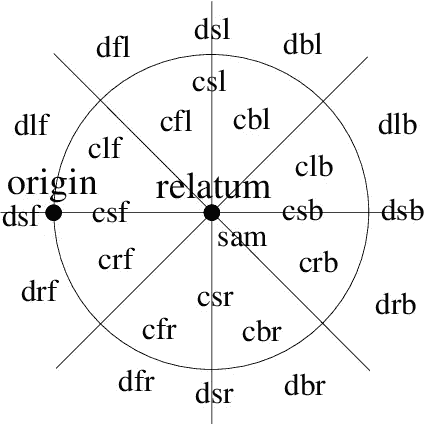 dsl
dfl
dbl
csl
cfl
cbl
dlf
dlb
clf
clb
origin
relatum
dsf
csf
csb
dsb
sam
crf
crb
drf
drb
csr
cfr
cbr
dfr
dsr
dbr